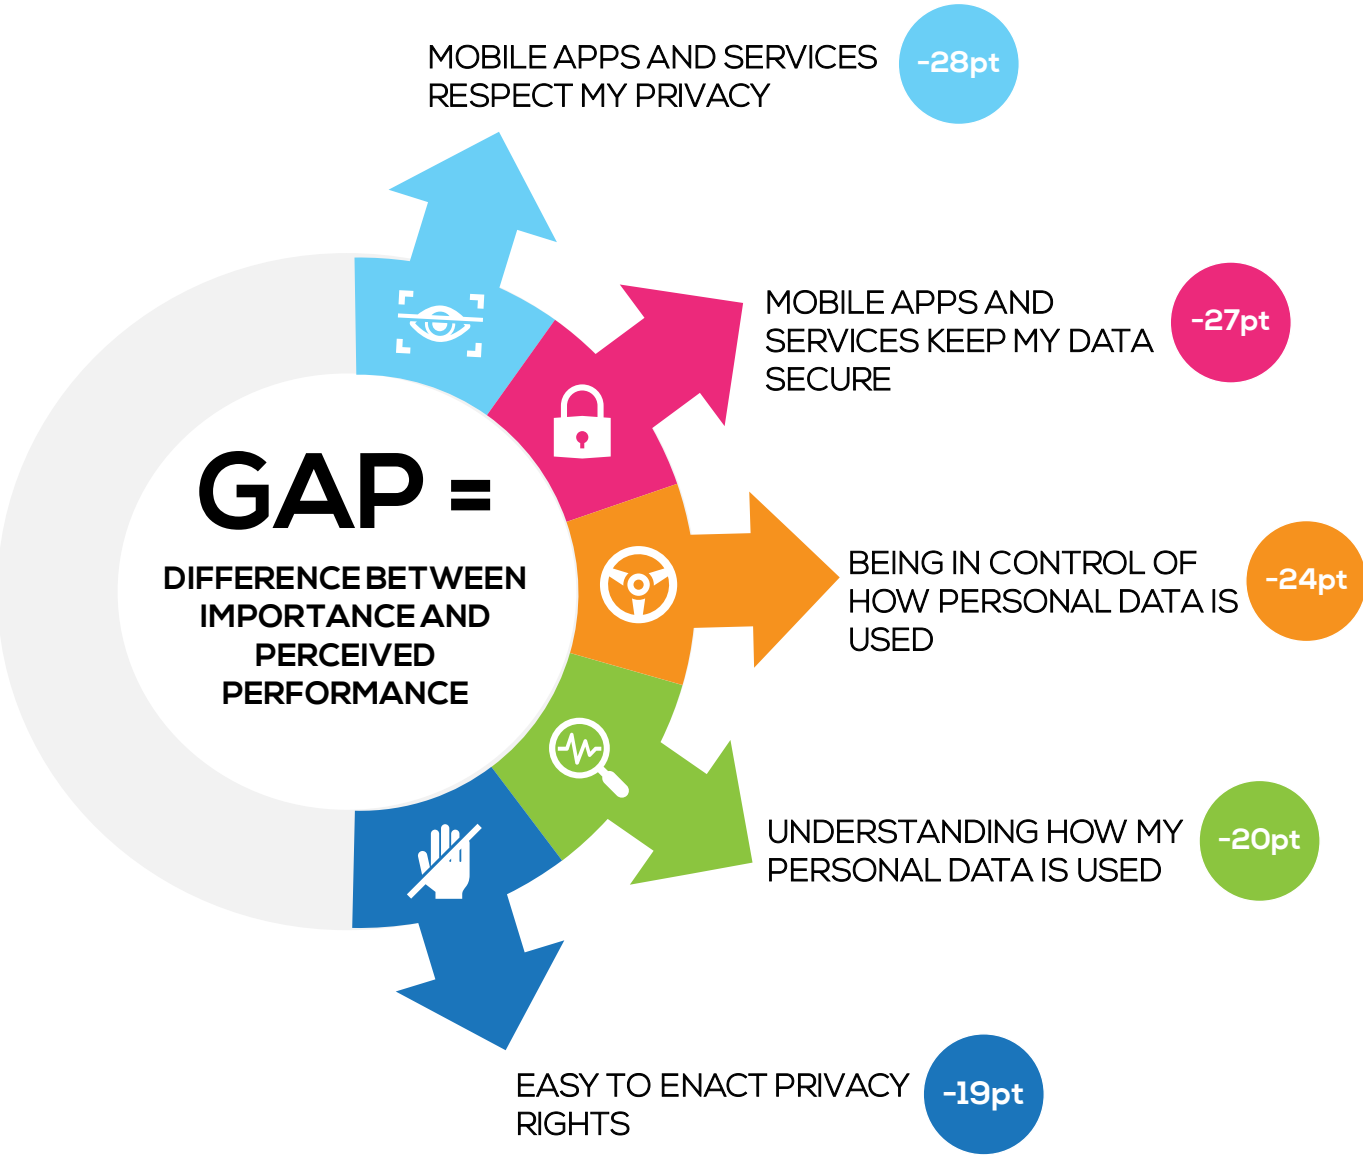 MOBILE APPS AND SERVICES
RESPECT MY PRIVACY
-28pt
MOBILE APPS AND
SERVICES KEEP MY DATA
SECURE
-27pt
GAP =
DIFFERENCE BETWEEN
IMPORTANCE AND
PERCEIVED
PERFORMANCE
BEING IN CONTROL OF
HOW PERSONAL DATA IS
USED
-24pt
UNDERSTANDING HOW MY
PERSONAL DATA IS USED
-20pt
EASY TO ENACT PRIVACY
RIGHTS
-19pt